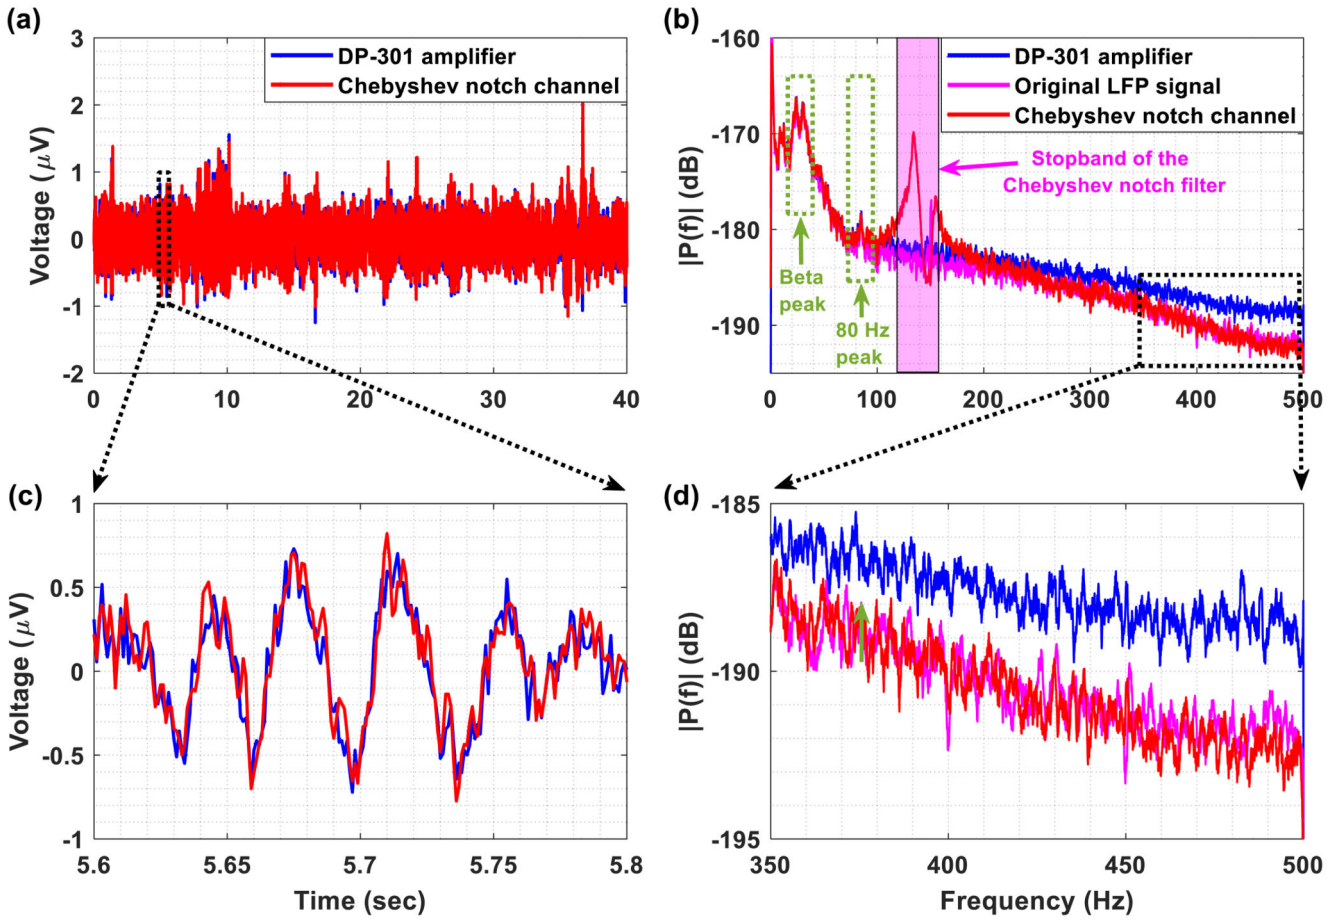 (a)
3
2
1
0
-1
-2
Voltage (μV)
DP-301 amplifier
Chebyshev notch channel
0
10
20
30
40
(b)
-160
-170
-180
-190
|P(f)| (dB)
DP-301 amplifier
Original LFP signal
Chebyshev notch channel
Stopband of the
Chebyshev notch filter
Beta
peak
80 Hz
peak
0
100
200
300
400
500
(c)
1
0.5
0
-0.5
-1
Voltage (μV)
5.6
5.65
5.7
5.75
5.8
Time (sec)
(d)
-185
-190
-195
|P(f)| (dB)
350
400
450
500
Frequency (Hz)